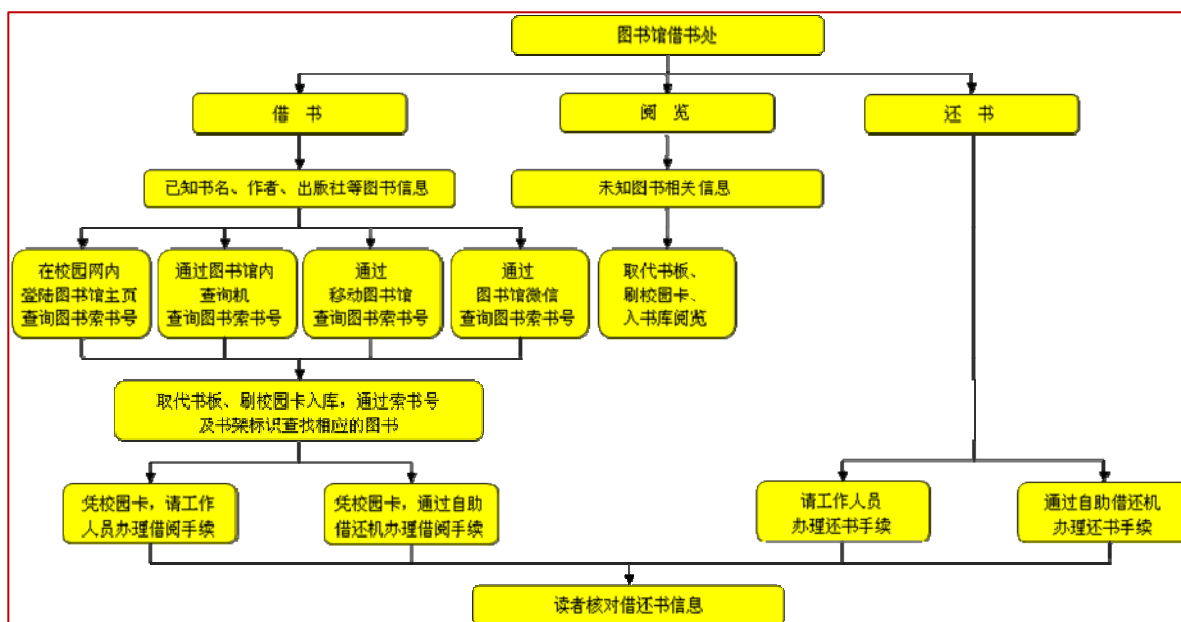 图书馆借书处
借 书
阅 览
还 书
已知书名、作者、出版社等图书信息
未知图书相关信息
在校园网内
登陆图书馆主页
查询图书索书号
通过图书馆内
查询机
查询图书索书号
通过
移动图书馆
查询图书索书号
通过
图书馆微信
查询图书索书号
取代书板、
刷校园卡、
入书库阅览
取代书板、刷校园卡入库，通过索书号
及书架标识查找相应的图书
凭校园卡，请工作
人员办理借阅手续
凭校园卡，通过自助
借还机办理借阅手续
请工作人员
办理还书手续
通过自助借还机
办理还书手续
读者核对借还书信息